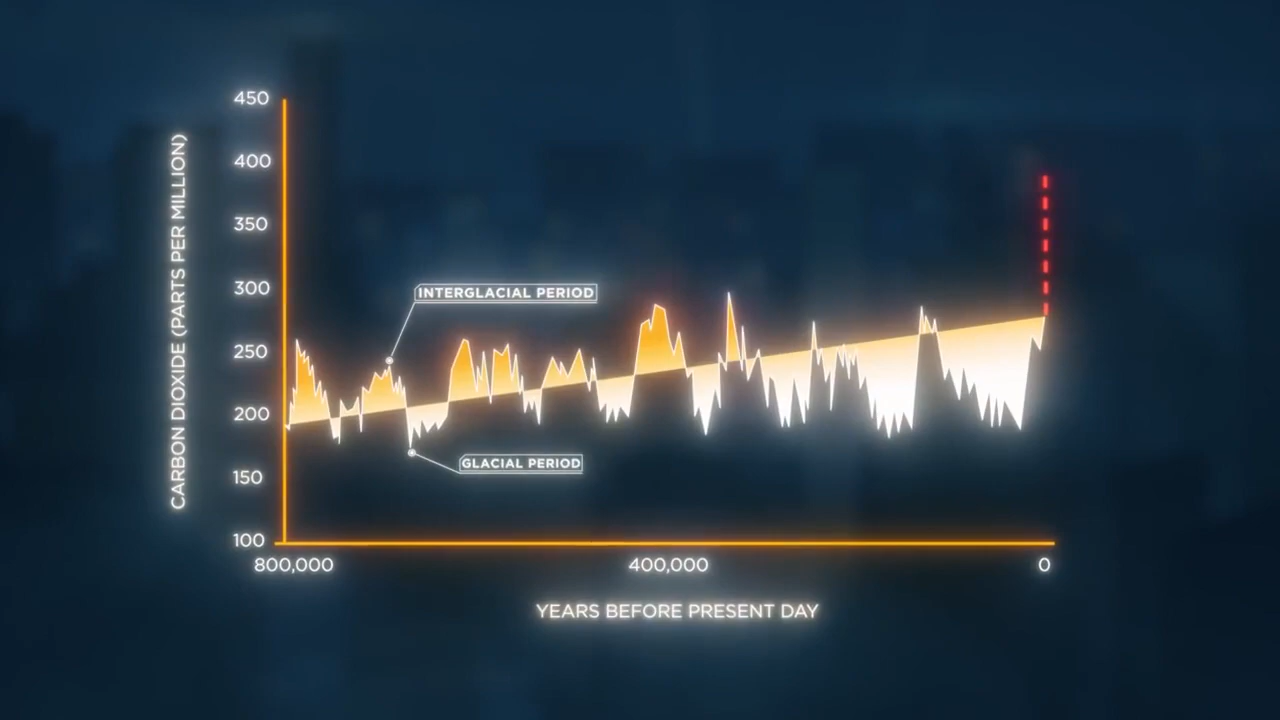 450
400
350
300
250
200
150
100
CARBON DIOXIDE (PARTS PER MILLION)
INTERGLACIAL PERIOD
GLACIAL PERIOD
800,000
400,000
0
YEARS BEFORE PRESENT DAY